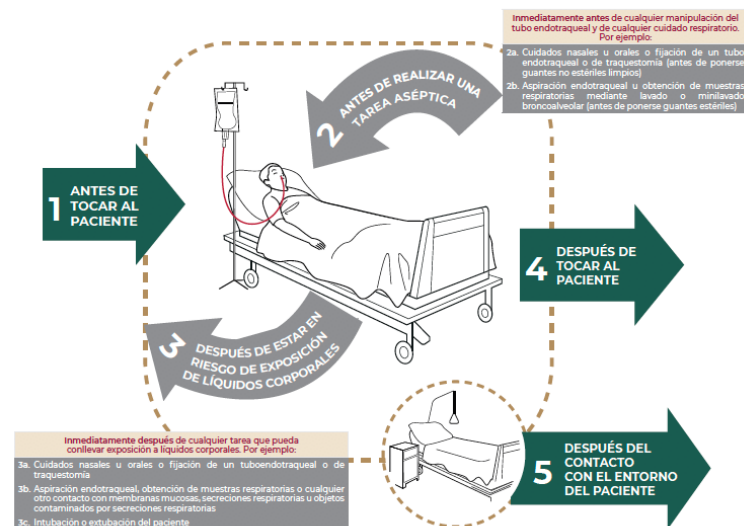 Inmediatamente antes de cualquier manipulación del
tubo endotraqueal y de cualquier cuidado respiratorio.
Por ejemplo:
2a. Cuidados nasales u orales o fijación de un tubo
endotraqueal o de traquestomía (antes de ponerse
guantes no estériles limpios)
2b. Aspiración endotraqueal u obtención de muestras
respiratorias mediante lavado o minilavado
broncoalveolar (antes de ponerse guantes estériles)
2 ANTES DE REALIZAR UNA
TAREA ASÉPTICA
1 ANTES DE
TOCAR AL
PACIENTE
4 DESPUÉS DE
TOCAR AL
PACIENTE
3 DESPUÉS DE ESTAR EN
RIESGO DE EXPOSICIÓN
DE LÍQUIDOS CORPORALES
Inmediatamente después de cualquier tarea que pueda
conllevar exposición a líquidos corporales. Por ejemplo:
3a. Cuidados nasales u orales o fijación de un tuboendotraqueal o de
traquestomía
3b. Aspiración endotraqueal, obtención de muestras respiratorias o cualquier
otro contacto con membranas mucosas, secreciones respiratorias u objetos
contaminados por secreciones respiratorias
3c. Intubación o extubación del paciente
5 DESPUÉS DEL
CONTACTO
CON EL ENTORNO
DEL PACIENTE